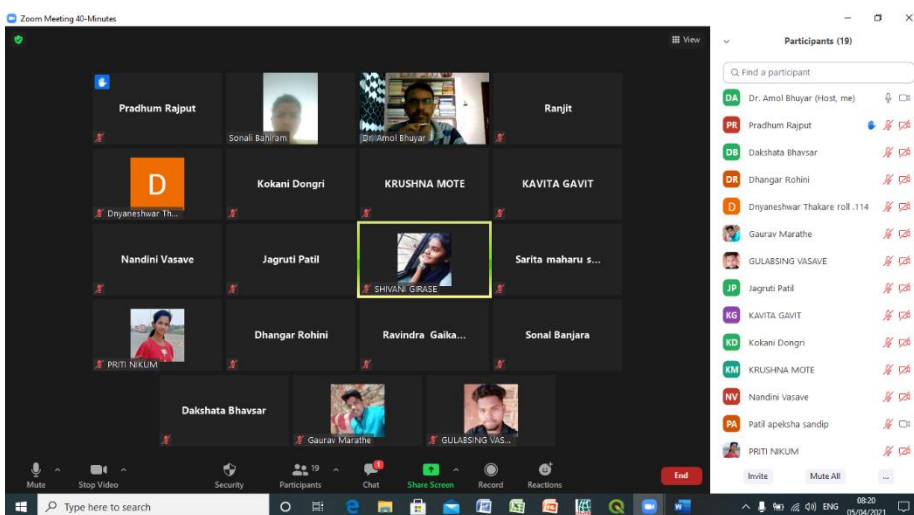 Zoom Meeting 40-Minutes
View
Pradhum Rajput
Sonali Bahiram
Dr. Amol Bhuyar
Ranjit
D
Dnyaneshwar Th...
Kokani Dongri
KRUSHNA MOTE
KAVITA GAVIT
Nandini Vasave
Jagruti Patil
SHIVANI GIRASE
Sarita maharu s...
PRITI NIKUM
Dhangar Rohini
Ravindra Gaika...
Sonal Banjara
Dakshata Bhavsar
Gaurav Marathe
GULABSING VAS...
Mute
Stop Video
Security
19
Participants
1
Chat
Share Screen
Record
Reactions
End
Participants (19)
Find a participant
DA Dr. Amol Bhuyar (Host, me)
PR Pradhum Rajput
DB Dakshata Bhavsar
DR Dhangar Rohini
D Dnyaneshwar Thakare roll .114
Gaurav Marathe
GULABSING VASAVE
JP Jagruti Patil
KG KAVITA GAVIT
KD Kokani Dongri
KM KRUSHNA MOTE
NV Nandini Vasave
PA Patil apeksha sandip
PRITI NIKUM
Invite Mute All ...
Type here to search
ENG
08:20
05/04/2021